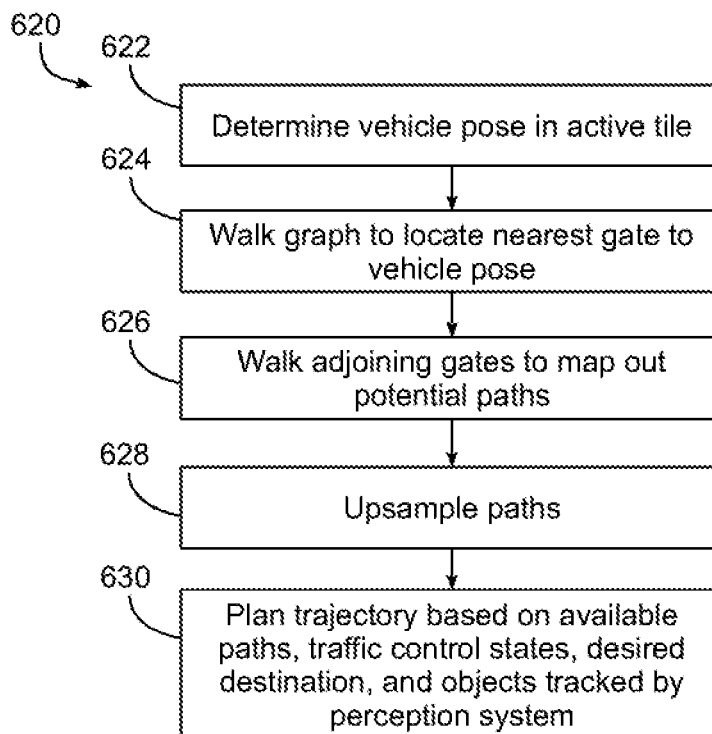 620
622
Determine vehicle pose in active tile
624
Walk graph to locate nearest gate to
vehicle pose
626
Walk adjoining gates to map out
potential paths
628
Upsample paths
630
Plan trajectory based on available
paths, traffic control states, desired
destination, and objects tracked by
perception system